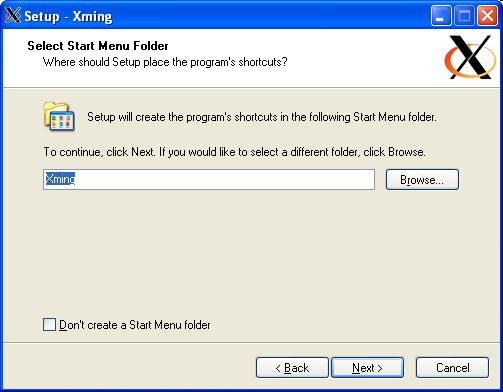 Setup - Xming
Select Start Menu Folder
Where should Setup place the program's shortcuts?
X
Setup will create the program's shortcuts in the following Start Menu folder.
To continue, click Next. If you would like to select a different folder, click Browse.
Xming
Browse...
Don't create a Start Menu folder
< Back
Next >
Cancel